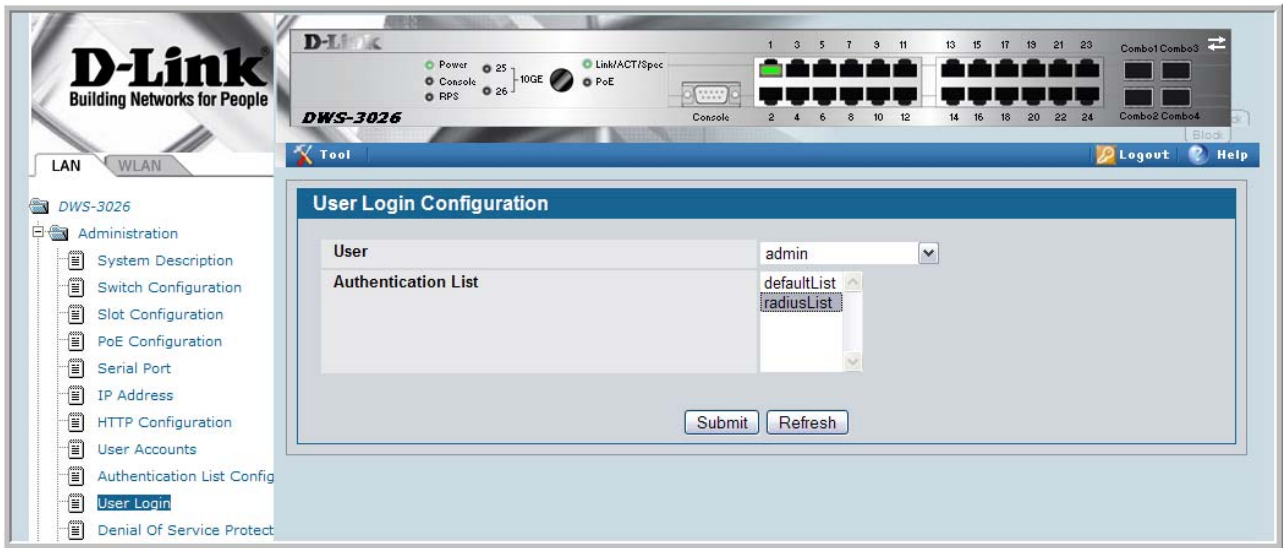 D-Link
Building Networks for People
D-Link
Power
Console
RPS
25
26
10GE
Link/ACT/Spec
PoE
DWS-3026
Console
1 3 5 7 9 11 13 15 17 19 21 23
2 4 6 8 10 12 14 16 18 20 22 24
Combo1 Combo3
Combo2 Combo4
Block
LAN WLAN
Tool
Logout Help
DWS-3026
Administration
System Description
Switch Configuration
Slot Configuration
PoE Configuration
Serial Port
IP Address
HTTP Configuration
User Accounts
Authentication List Config
User Login
Denial Of Service Protect
User Login Configuration
User
admin
Authentication List
defaultList
radiusList
Submit Refresh